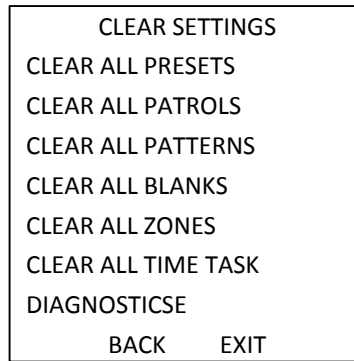 CLEAR SETTINGS
CLEAR ALL PRESETS
CLEAR ALL PATROLS
CLEAR ALL PATTERNS
CLEAR ALL BLANKS
CLEAR ALL ZONES
CLEAR ALL TIME TASK
DIAGNOSTICSE
BACK EXIT